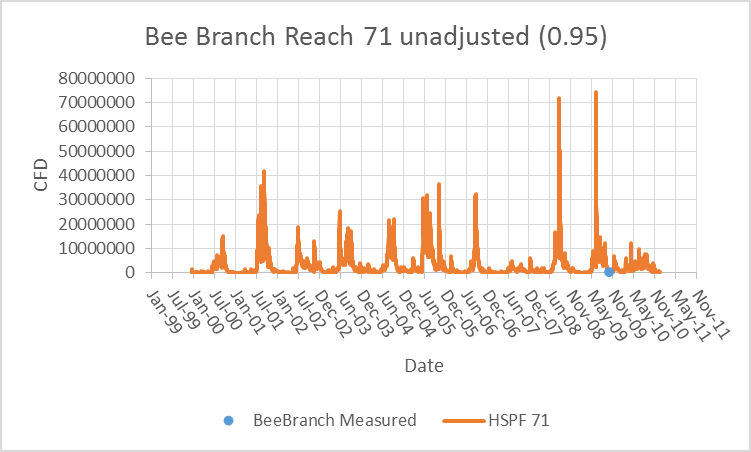 Bee Branch Reach 71 unadjusted (0.95)
80000000
70000000
60000000
50000000
40000000
30000000
20000000
10000000
0
CFD
Jan-99
Jul-99
Jan-00
Jul-00
Jan-01
Jul-01
Jan-02
Jul-02
Dec-02
Jun-03
Dec-03
Jun-04
Dec-04
Jun-05
Dec-05
Jun-06
Dec-06
Jun-07
Dec-07
Jun-08
Nov-08
May-09
Nov-09
May-10
Nov-10
May-11
Nov-11
Date
BeeBranch Measured
HSPF 71